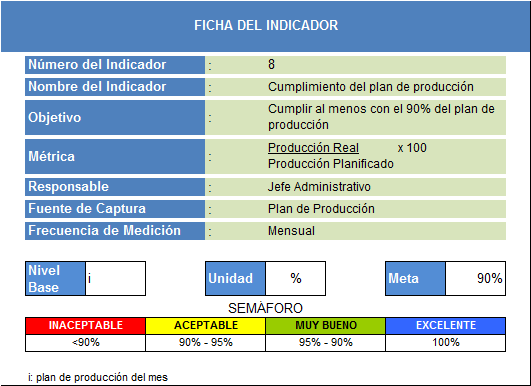 FICHA DEL INDICADOR
Número del Indicador : 8
Nombre del Indicador : Cumplimiento del plan de producción
Objetivo : Cumplir al menos con el 90% del plan de
producción
Métrica : Producción Real x 100
Producción Planificado
Responsable : Jefe Administrativo
Fuente de Captura : Plan de Producción
Frecuencia de Medición : Mensual
Nivel
Base i Unidad % Meta 90%
SEMÁFORO
INACEPTABLE ACEPTABLE MUY BUENO EXCELENTE
<90% 90% - 95% 95% - 90% 100%
i: plan de producción del mes